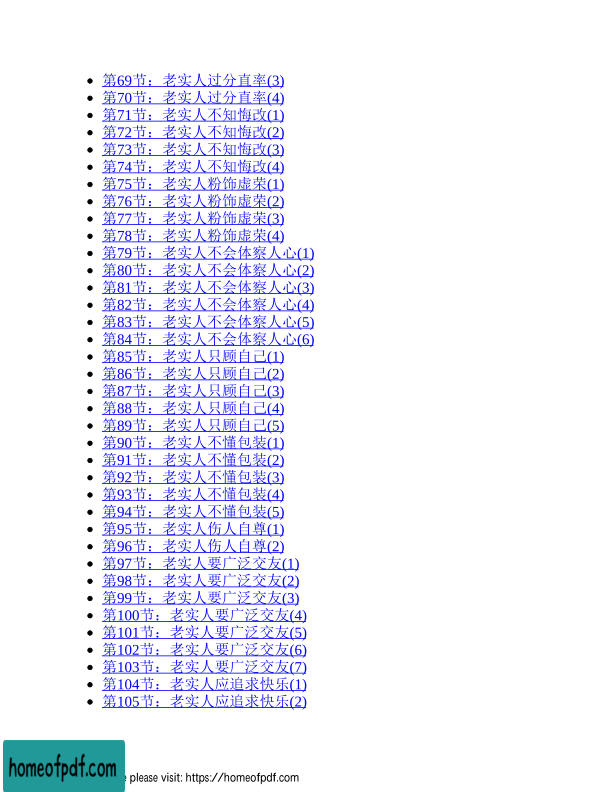 第69节：老实人过分直率(3)
第70节：老实人过分直率(4)
第71节：老实人不知悔改(1)
第72节：老实人不知悔改(2)
第73节：老实人不知悔改(3)
第74节：老实人不知悔改(4)
第75节：老实人粉饰虚荣(1)
第76节：老实人粉饰虚荣(2)
第77节：老实人粉饰虚荣(3)
第78节：老实人粉饰虚荣(4)
第79节：老实人不会体察人心(1)
第80节：老实人不会体察人心(2)
第81节：老实人不会体察人心(3)
第82节：老实人不会体察人心(4)
第83节：老实人不会体察人心(5)
第84节：老实人不会体察人心(6)
第85节：老实人只顾自己(1)
第86节：老实人只顾自己(2)
第87节：老实人只顾自己(3)
第88节：老实人只顾自己(4)
第89节：老实人只顾自己(5)
第90节：老实人不懂包装(1)
第91节：老实人不懂包装(2)
第92节：老实人不懂包装(3)
第93节：老实人不懂包装(4)
第94节：老实人不懂包装(5)
第95节：老实人伤人自尊(1)
第96节：老实人伤人自尊(2)
第97节：老实人要广泛交友(1)
第98节：老实人要广泛交友(2)
第99节：老实人要广泛交友(3)
第100节：老实人要广泛交友(4)
第101节：老实人要广泛交友(5)
第102节：老实人要广泛交友(6)
第103节：老实人要广泛交友(7)
第104节：老实人应追求快乐(1)
第105节：老实人应追求快乐(2)
homeofpdf.com
please visit: https://homeofpdf.com